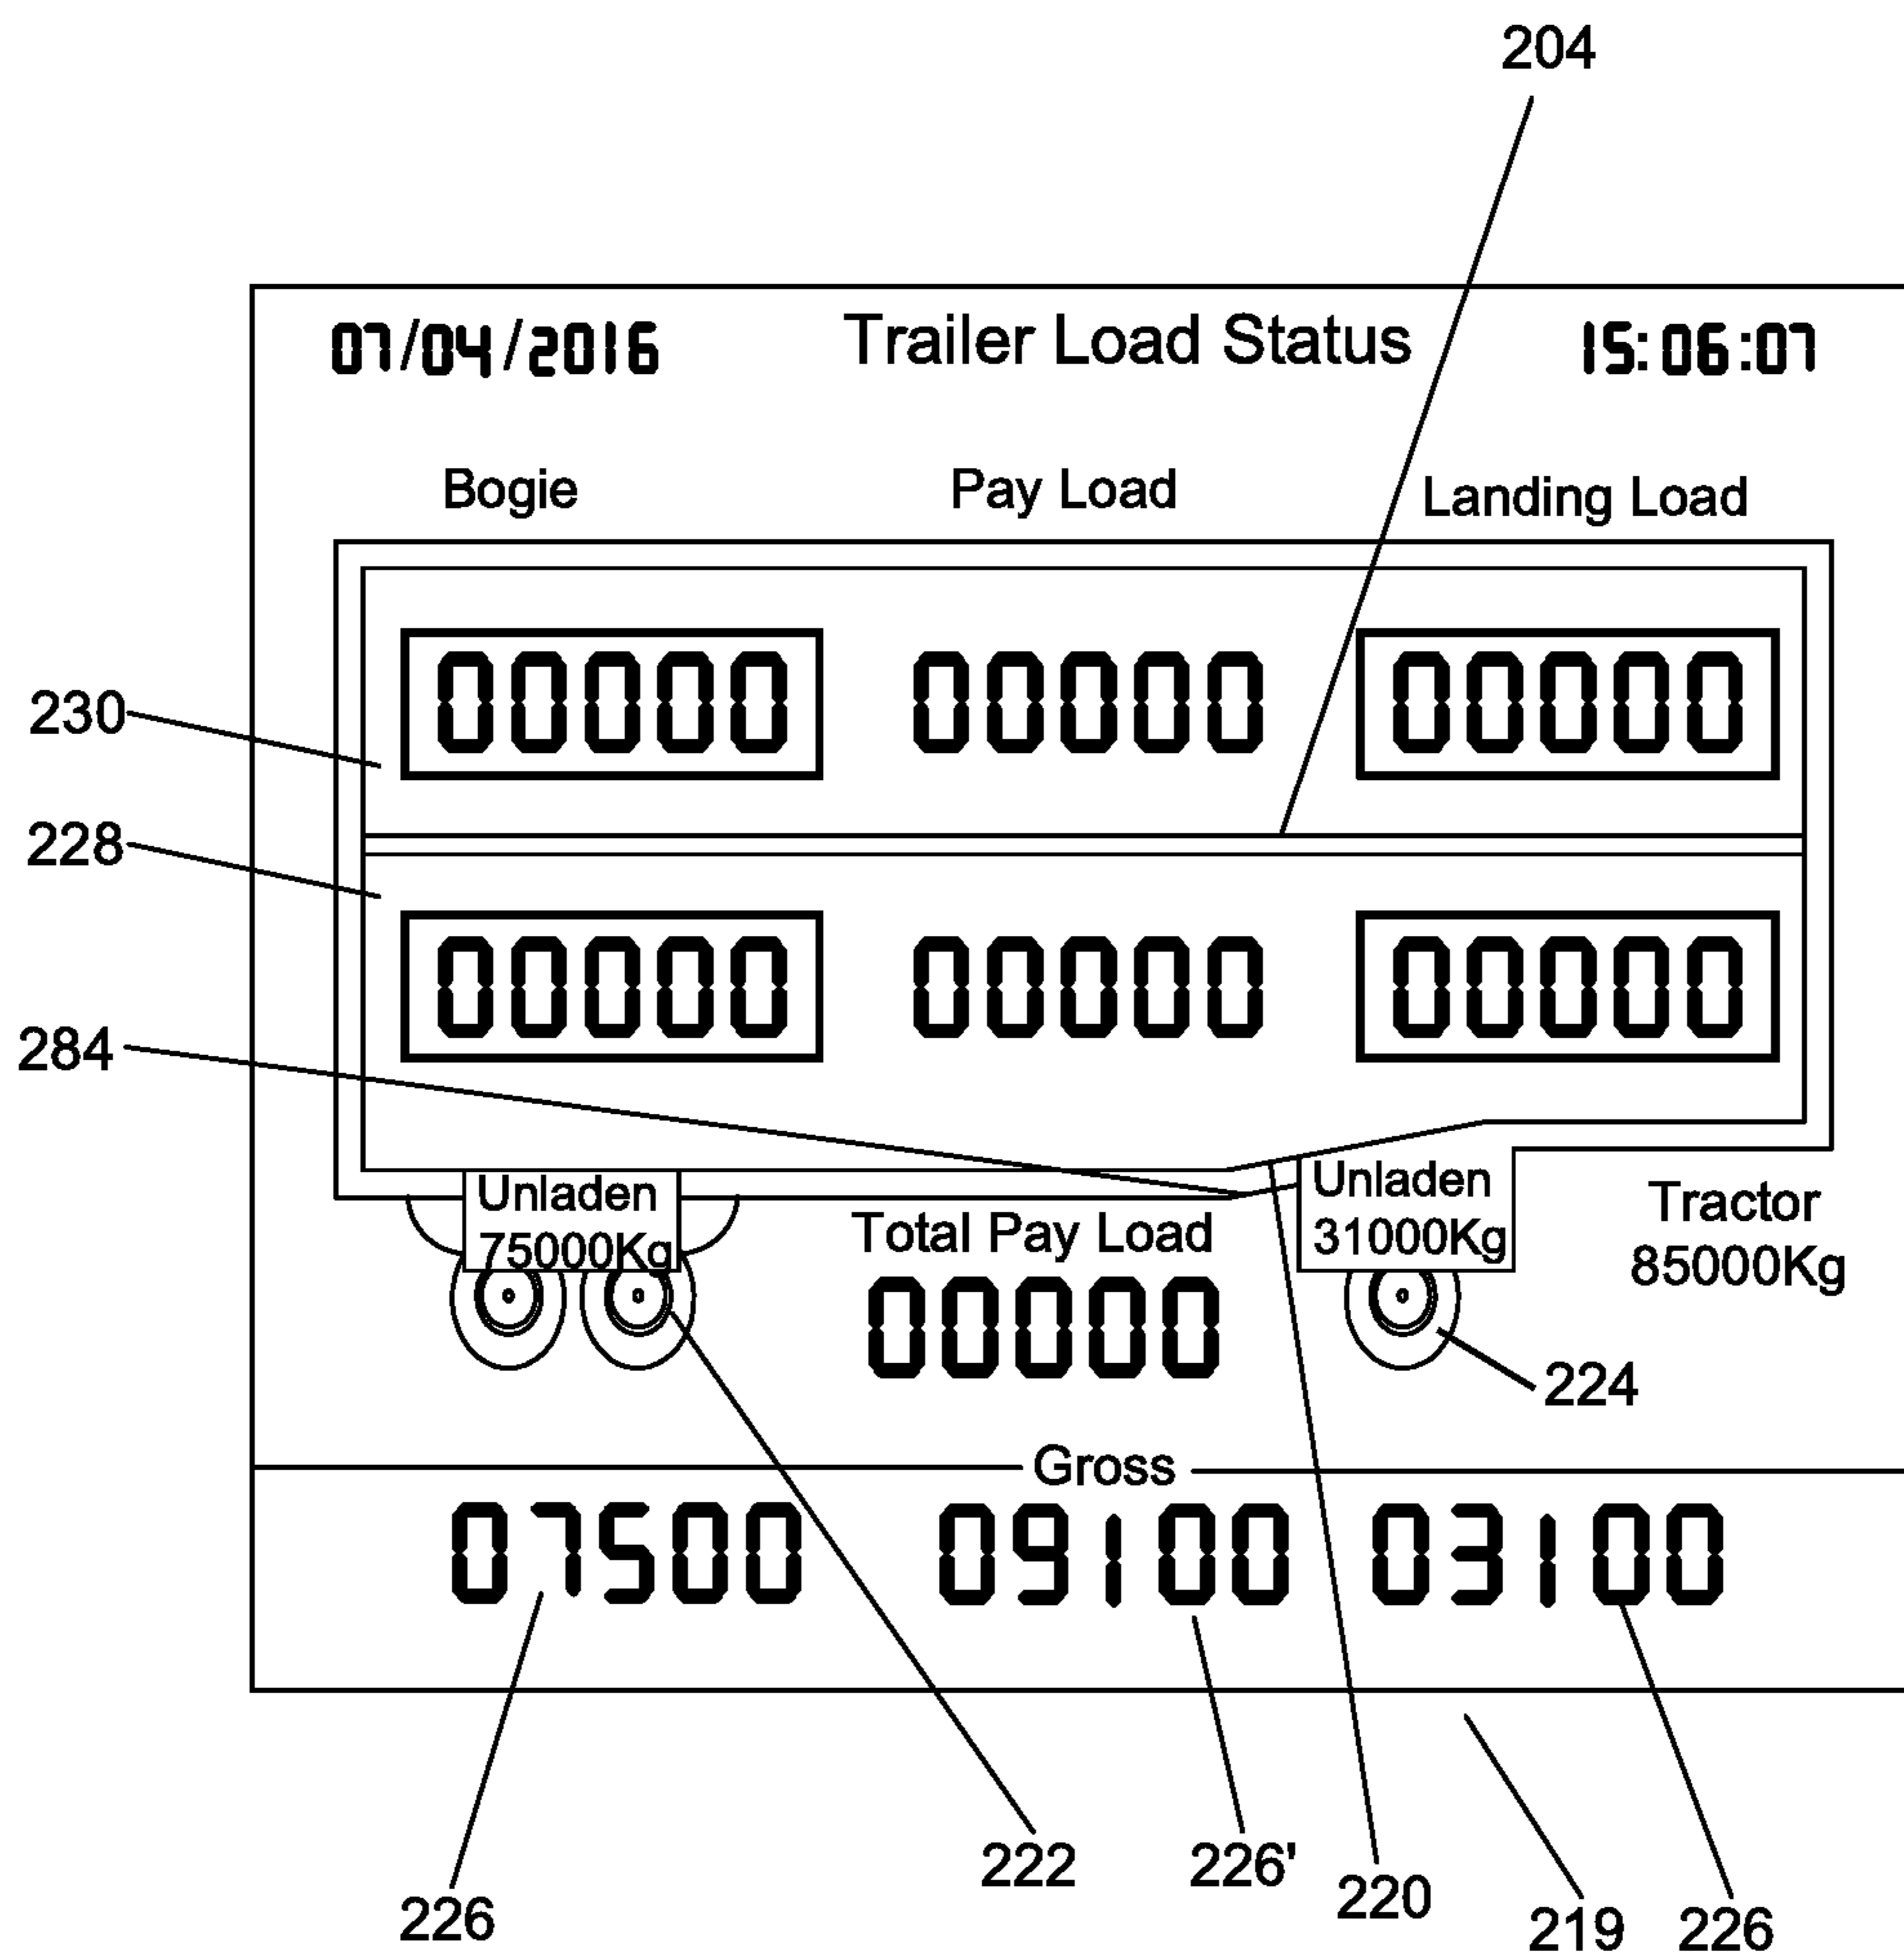 204
07/04/2016 Trailer Load Status 15:06:07
Bogie Pay Load Landing Load
230 00000 00000 00000
228
00000 00000 00000
284
Unladen
75000Kg
Unladen
31000Kg
Tractor
85000Kg
Total Pay Load
00000
224
Gross
07500 09100 03100
226 222 226' 220 219 226